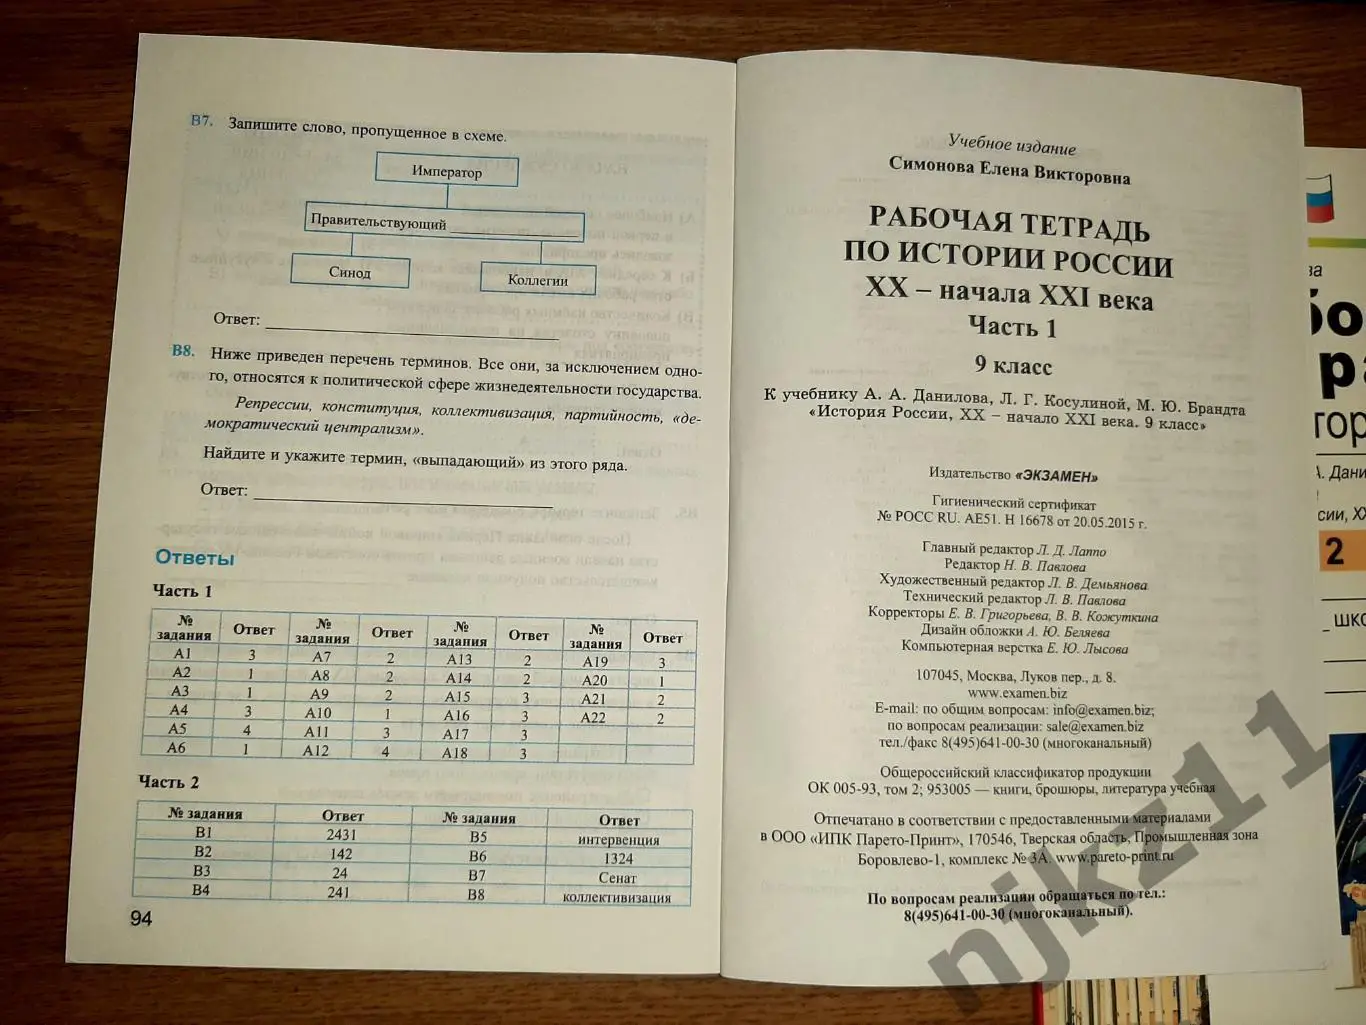 В7. Запишите слово, пропущенное в схеме.
Император
Правительствующий ____________
Синод
Коллегии
Ответ: ____________
В8. Ниже приведен перечень терминов. Все они, за исключением одно-
го, относятся к политической сфере жизнедеятельности государства.
Репрессии, конституция, коллективизация, партийность, «де-
мократический централизм».
Найдите и укажите термин, «выпадающий» из этого ряда.
Ответ: ____________
Ответы
Часть 1
№ задания Ответ № задания Ответ № задания Ответ № задания Ответ
А1 3 А7 2 А13 2 А19 3
А2 1 А8 2 А14 2 А20 1
А3 1 А9 2 А15 3 А21 2
А4 3 А10 1 А16 3 А22 2
А5 4 А11 3 А17 3
А6 1 А12 4 А18 3
Часть 2
№ задания Ответ № задания Ответ
В1 2431 В5 интервенция
В2 142 В6 1324
В3 24 В7 Сенат
В4 241 В8 коллективизация
94
Учебное издание
Симонова Елена Викторовна
РАБОЧАЯ ТЕТРАДЬ
ПО ИСТОРИИ РОССИИ
XX – начала XXI века
Часть 1
9 класс
К учебнику А. А. Данилова, Л. Г. Косулиной, М. Ю. Брандта
«История России, XX – начало XXI века. 9 класс»
Издательство «ЭКЗАМЕН»
Гигиенический сертификат
№ РОСС RU. АЕ51. Н 16678 от 20.05.2015 г.
Главный редактор Л. Д. Лаппо
Редактор Н. В. Павлова
Художественный редактор Л. В. Демьянова
Технический редактор Л. В. Павлова
Корректоры Е. В. Григорьева, В. В. Кожуткина
Дизайн обложки А. Ю. Беляева
Компьютерная верстка Е. Ю. Лысова
107045, Москва, Луков пер., д. 8.
www.examen.biz
E-mail: по общим вопросам: info@examen.biz;
по вопросам реализации: sale@examen.biz
тел./факс 8(495)641-00-30 (многоканальный)
Общероссийский классификатор продукции
ОК 005-93, том 2; 953005 — книги, брошюры, литература учебная
Отпечатано в соответствии с предоставленными материалами
в ООО «ИПК Парето-Принт», 170546, Тверская область, Промышленная зона
Боровлево-1, комплекс № 3А. www.pareto-print.ru
По вопросам реализации обращаться по тел.:
8(495)641-00-30 (многоканальный).
2
njkz11